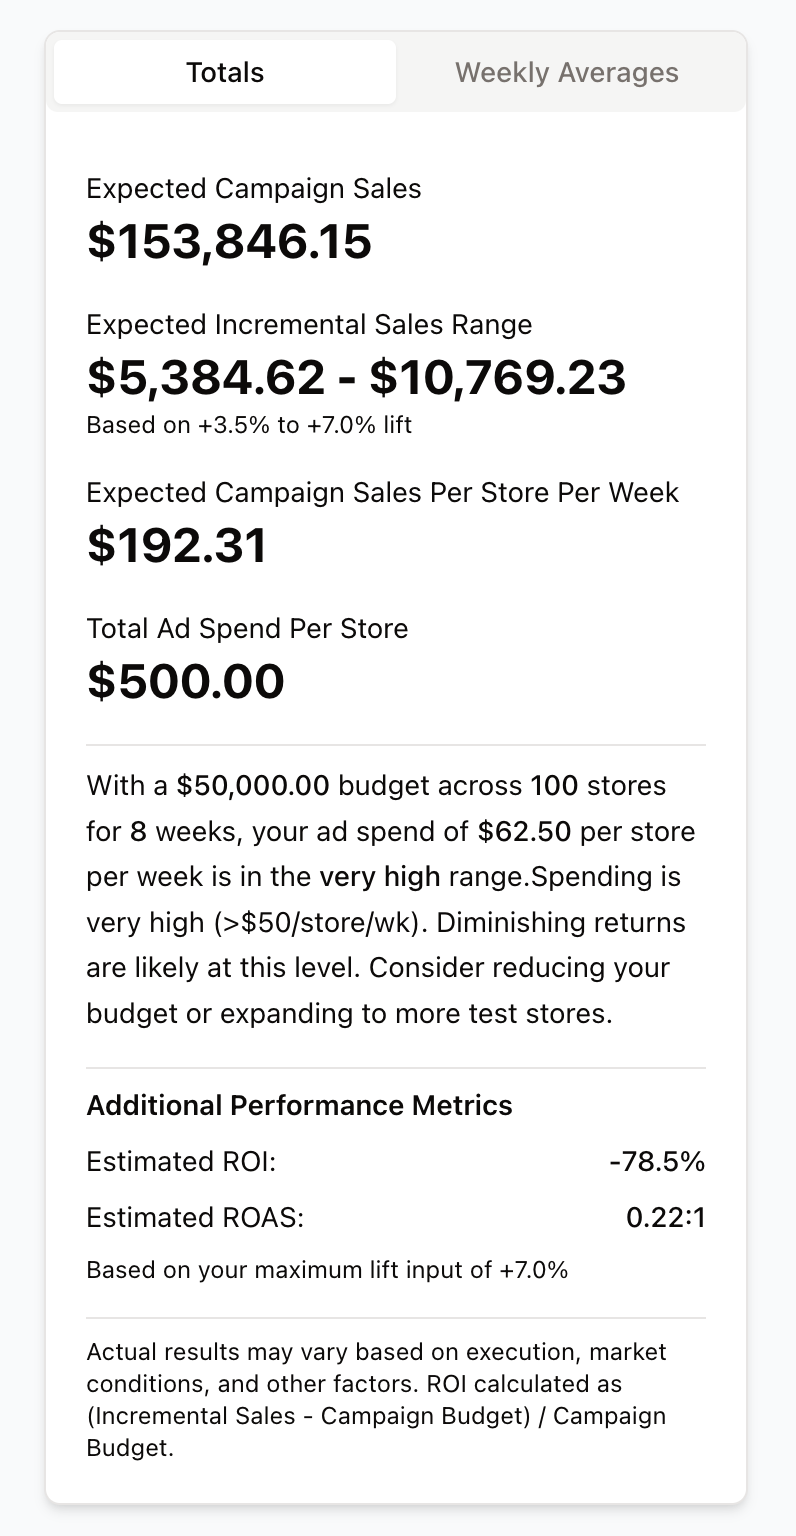 Totals
Weekly Averages
Expected Campaign Sales
$153,846.15
Expected Incremental Sales Range
$5,384.62 - $10,769.23
Based on +3.5% to +7.0% lift
Expected Campaign Sales Per Store Per Week
$192.31
Total Ad Spend Per Store
$500.00
With a $50,000.00 budget across 100 stores
for 8 weeks, your ad spend of $62.50 per store
per week is in the very high range.Spending is
very high (>$50/store/wk). Diminishing returns
are likely at this level. Consider reducing your
budget or expanding to more test stores.
Additional Performance Metrics
Estimated ROI: -78.5%
Estimated ROAS: 0.22:1
Based on your maximum lift input of +7.0%
Actual results may vary based on execution, market
conditions, and other factors. ROI calculated as
(Incremental Sales - Campaign Budget) / Campaign
Budget.